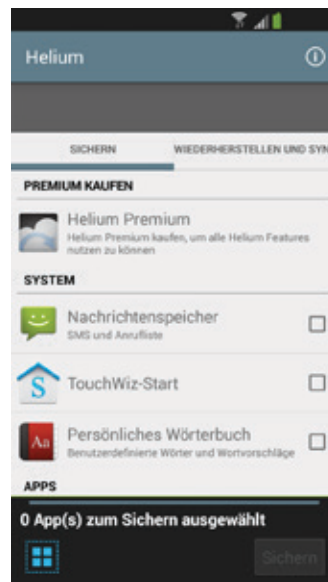 Helium
SICHERN WIEDERHERSTELLEN UND SYN
PREMIUM KAUFEN
Helium Premium
Helium Premium kaufen, um alle Helium Features
nutzen zu können
SYSTEM
Nachrichtenspeicher
SMS und Anrufliste
S
TouchWiz-Start
Aa
Persönliches Wörterbuch
Benutzerdefinierte Wörter und Wortvorschläge
APPS
0 App(s) zum Sichern ausgewählt
Sichern